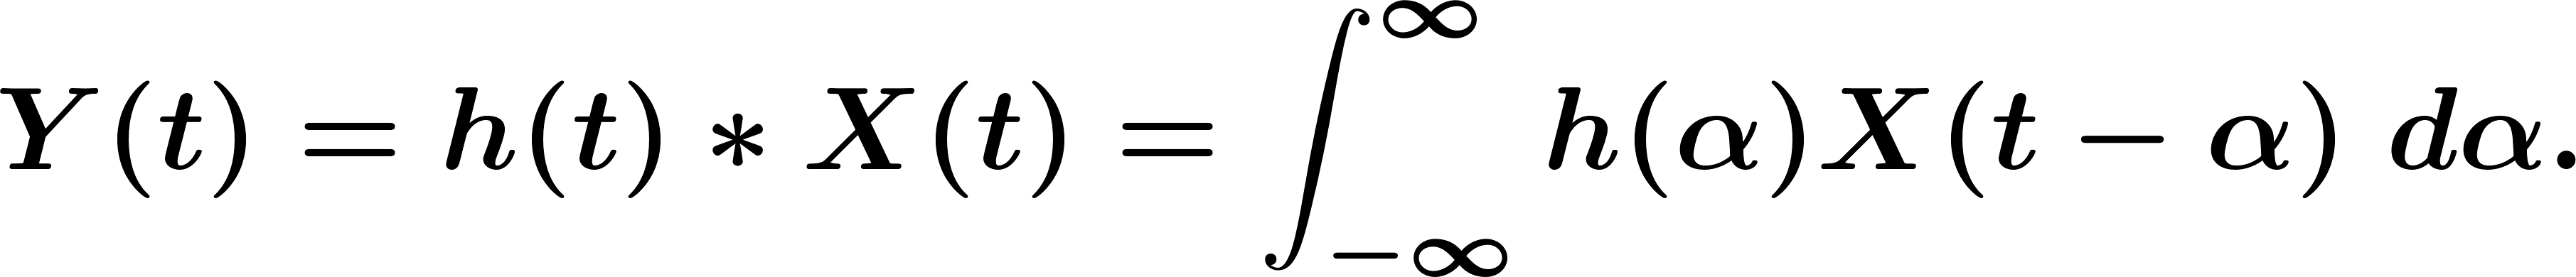 Y(t) = h(t) ∗ X(t) = ∫_{−∞}^{∞} h(α)X(t − α) dα.